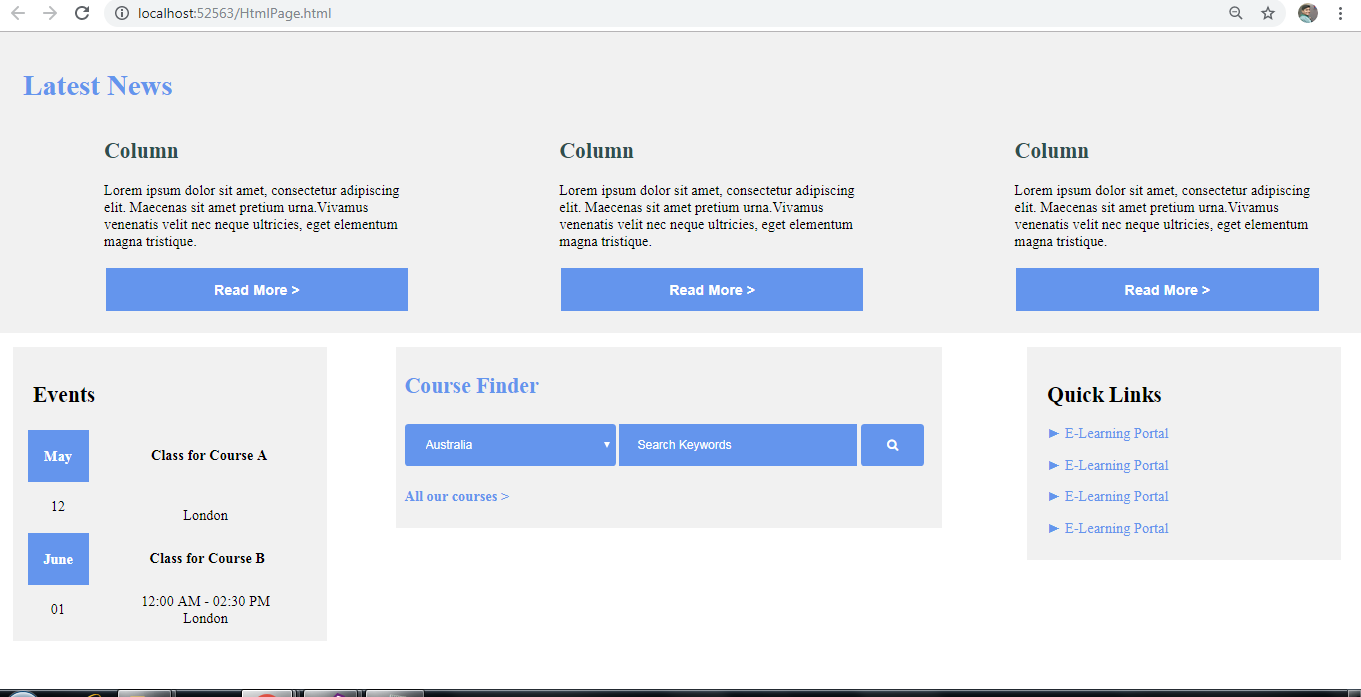 localhost:52563/HtmlPage.html
Latest News
Column
Lorem ipsum dolor sit amet, consectetur adipiscing
elit. Maecenas sit amet pretium urna.Vivamus
venenatis velit nec neque ultricies, eget elementum
magna tristique.
Read More >
Column
Lorem ipsum dolor sit amet, consectetur adipiscing
elit. Maecenas sit amet pretium urna.Vivamus
venenatis velit nec neque ultricies, eget elementum
magna tristique.
Read More >
Column
Lorem ipsum dolor sit amet, consectetur adipiscing
elit. Maecenas sit amet pretium urna.Vivamus
venenatis velit nec neque ultricies, eget elementum
magna tristique.
Read More >
Events
May
Class for Course A
12
London
June
Class for Course B
01
12:00 AM - 02:30 PM
London
Course Finder
Australia
Search Keywords
All our courses >
Quick Links
► E-Learning Portal
► E-Learning Portal
► E-Learning Portal
► E-Learning Portal